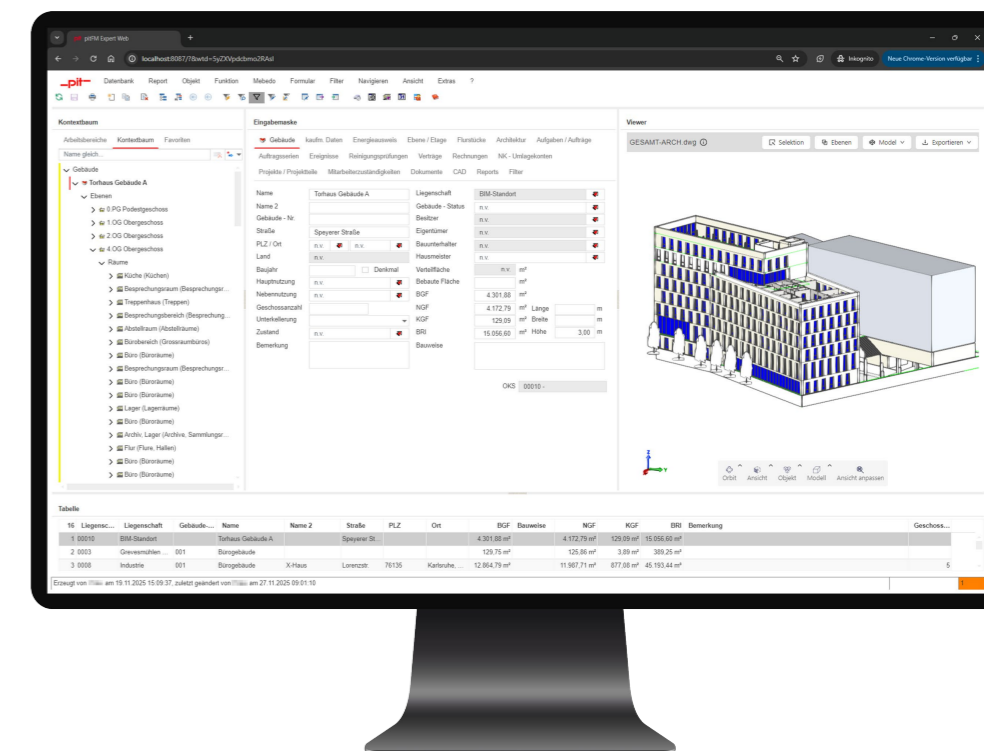 pitFM Expert Web
localhost:8087/?&wtd=5yZXVpdcbmo2RAsl
Inkognito
Neue Chrome-Version verfügbar
pit
Datenbank Report Objekt Funktion Mebedo Formular Filter Navigieren Ansicht Extras ?
Kontextbaum
Arbeitsbereiche Kontextbaum Favoriten
Name gleich...
Gebäude
Torhaus Gebäude A
Ebenen
0.PG Podestgeschoss
1.OG Obergeschoss
2.OG Obergeschoss
4.OG Obergeschoss
Räume
Küche (Küchen)
Besprechungsraum (Besprechungsr...
Treppenhaus (Treppen)
Besprechungsbereich (Besprechung...
Abstellraum (Abstellräume)
Bürobereich (Grossraumbüros)
Büro (Büroräume)
Besprechungsraum (Besprechungsr...
Büro (Büroräume)
Büro (Büroräume)
Lager (Lagerräume)
Büro (Büroräume)
Archiv, Lager (Archive, Sammlungsr...
Flur (Flure, Hallen)
Büro (Büroräume)
Büro (Büroräume)
Eingabemaske
Gebäude kaufm. Daten Energieausweis Ebene / Etage Flurstücke Architektur Aufgaben / Aufträge
Auftragsserien Ereignisse Reinigungsprüfungen Verträge Rechnungen NK - Umlagekonten
Projekte / Projektteile Mitarbeiterzuständigkeiten Dokumente CAD Reports Filter
Name Torhaus Gebäude A Liegenschaft BIM-Standort
Name 2 Gebäude - Status n.v.
Gebäude - Nr. Besitzer n.v.
Straße Speyerer Straße Eigentümer n.v.
PLZ / Ort n.v. n.v. Bauunterhalter n.v.
Land n.v. Hausmeister n.v.
Baujahr Denkmal Verteilfläche n.v. m²
Hauptnutzung n.v. Bebaute Fläche m²
Nebennutzung n.v. BGF 4.301,88 m²
Geschossanzahl NGF 4.172,79 m² Länge m
Unterkellerung KGF 129,09 m² Breite m
Zustand n.v. BRI 15.056,60 m³ Höhe 3,00 m
Bemerkung Bauweise
OKS 00010 -
Viewer
GESAMT-ARCH.dwg Selektion Ebenen Model Exportieren
Z
Y
Orbit Ansicht Objekt Modell Ansicht anpassen
Tabelle
16 Liegensc... Liegenschaft Gebäude-... Name Name 2 Straße PLZ Ort BGF Bauweise NGF KGF BRI Bemerkung Geschoss...
1 00010 BIM-Standort Torhaus Gebäude A Speyerer St... 4.301,88 m² 4.172,79 m² 129,09 m² 15.056,60 m³
2 0003 Grevesmühlen ... 001 Bürogebäude 129,75 m² 125,86 m² 3,89 m² 389,25 m³
3 0008 Industrie 001 Bürogebäude X-Haus Lorenzstr. 76135 Karlsruhe, ... 12.864,79 m² 11.987,71 m² 877,08 m² 45.193,44 m³ 5
Erzeugt von am 19.11.2025 15:09:37, zuletzt geändert von am 27.11.2025 09:01:10
1